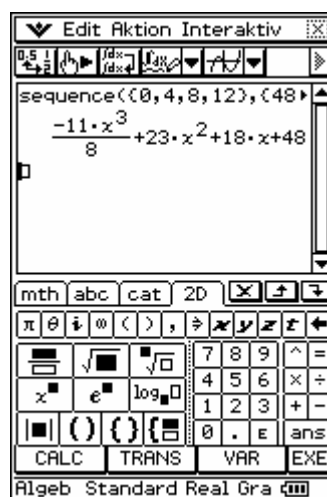 Edit Aktion Interaktiv
sequence({0,4,8,12},{48
-11·x^3/8+23·x^2+18·x+48
mth abc cat 2D
π θ i ∞ ( ) , ⇒ x y z t ←
√■ ■√□ 7 8 9 ^ =
x■ e■ log■□ 4 5 6 × ÷
1 2 3 + -
|■| () {} {■ 0 . E ans
CALC TRANS VAR EXE
Algeb Standard Real Gra